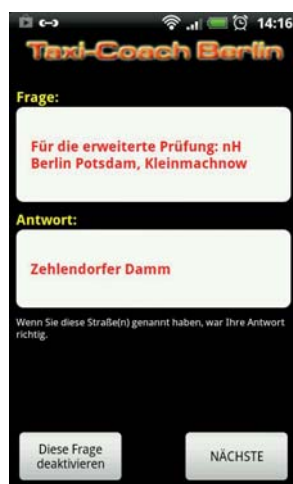 14:16
Taxi-Coach Berlin
Frage:
Für die erweiterte Prüfung: nH
Berlin Potsdam, Kleinmachnow
Antwort:
Zehlendorfer Damm
Wenn Sie diese Straße(n) genannt haben, war Ihre Antwort
richtig.
Diese Frage
deaktivieren
NÄCHSTE